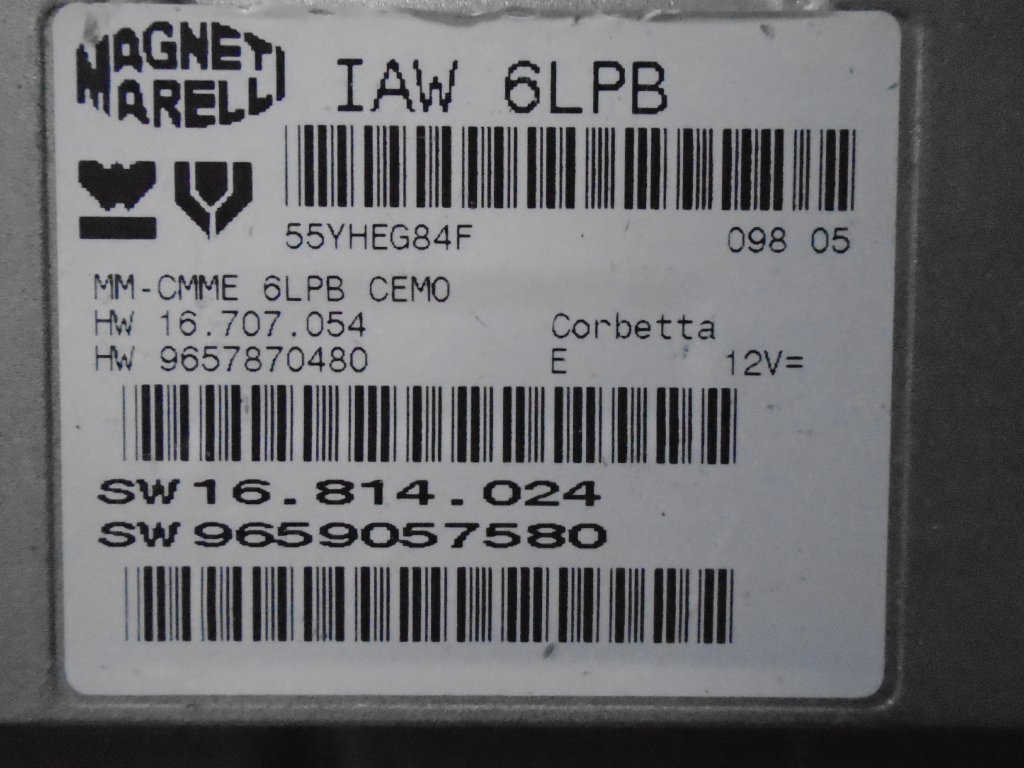 MAGNETI
MARELLI
IAW 6LPB
55YHEG84F 098 05
MM-CMME 6LPB CEMO
HW 16.707.054 Corbetta
HW 9657870480 E 12V=
SW16.814.024
SW9659057580